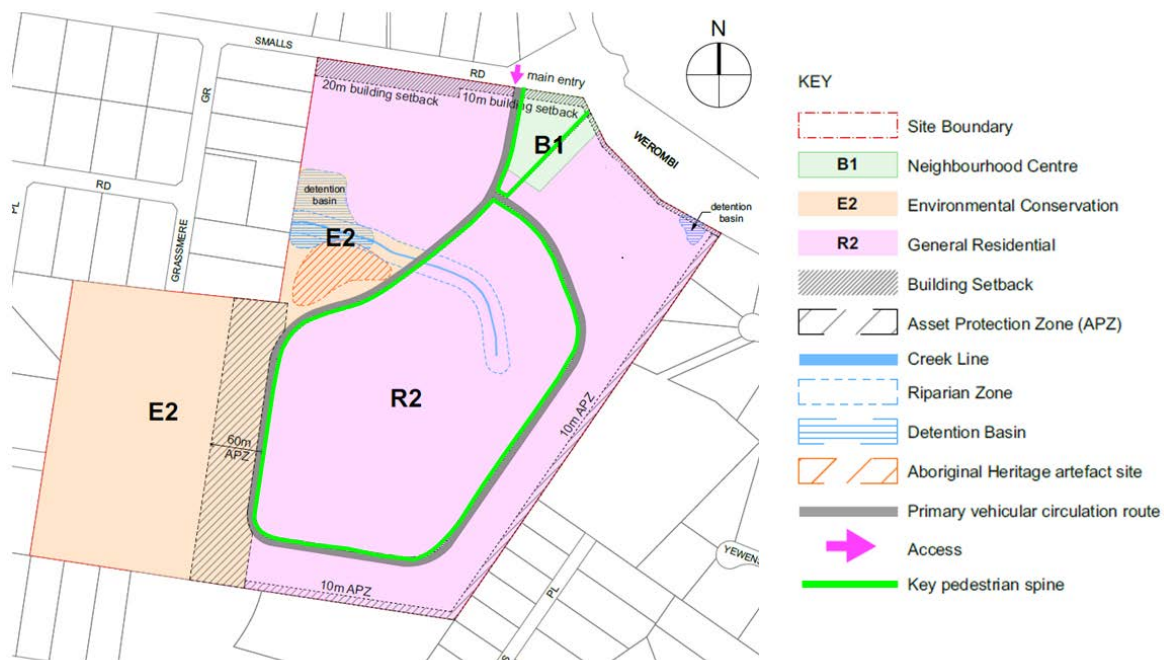 SMALLS
RD
main entry
N
20m building setback
10m building setback
B1
WEROMBI
GR
RD
PL
GRASSMERE
detention
basin
detention
basin
E2
E2
R2
60m
APZ
10m APZ
10m APZ
PL
S
YEWENS
KEY
Site Boundary
B1 Neighbourhood Centre
E2 Environmental Conservation
R2 General Residential
Building Setback
Asset Protection Zone (APZ)
Creek Line
Riparian Zone
Detention Basin
Aboriginal Heritage artefact site
Primary vehicular circulation route
Access
Key pedestrian spine